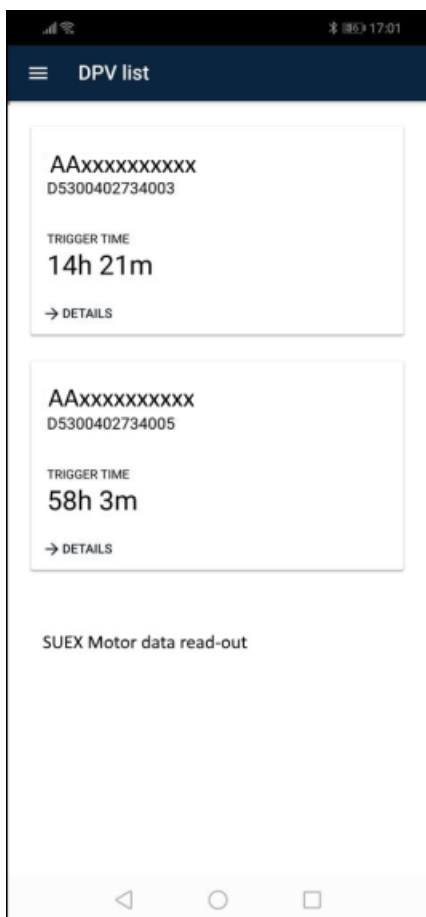 17:01
DPV list
AAxxxxxxxxxx
D5300402734003
TRIGGER TIME
14h 21m
→ DETAILS
AAxxxxxxxxxx
D5300402734005
TRIGGER TIME
58h 3m
→ DETAILS
SUEX Motor data read-out